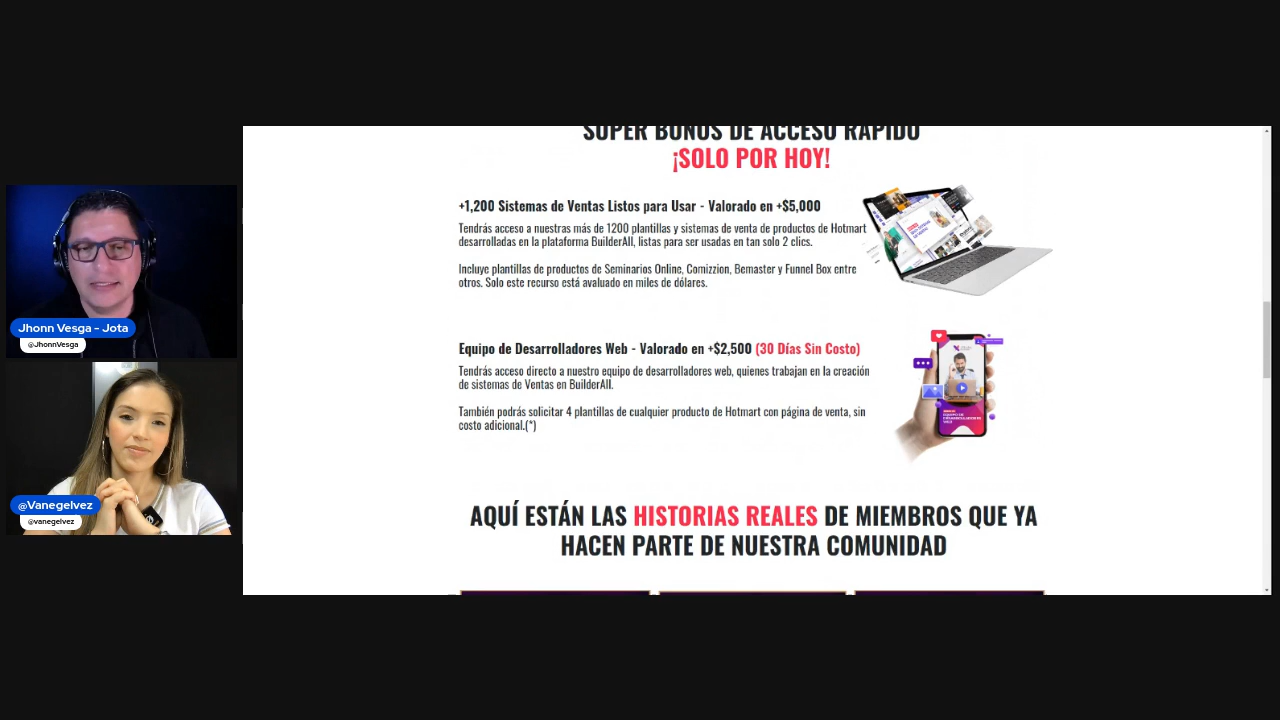 SÚPER BONUS DE ACCESO RÁPIDO
¡SOLO POR HOY!
+1,200 Sistemas de Ventas Listos para Usar - Valorado en +$5,000
Tendrás acceso a nuestras más de 1200 plantillas y sistemas de venta de productos de Hotmart
desarrolladas en la plataforma BuilderAll, listas para ser usadas en tan solo 2 clics.
Incluye plantillas de productos de Seminarios Online, Comizzion, Bemaster y Funnel Box entre
otros. Solo este recurso está avaluado en miles de dólares.
Equipo de Desarrolladores Web - Valorado en +$2,500 (30 Días Sin Costo)
Tendrás acceso directo a nuestro equipo de desarrolladores web, quienes trabajan en la creación
de sistemas de Ventas en BuilderAll.
También podrás solicitar 4 plantillas de cualquier producto de Hotmart con página de venta, sin
costo adicional.(*)
AQUÍ ESTÁN LAS HISTORIAS REALES DE MIEMBROS QUE YA
HACEN PARTE DE NUESTRA COMUNIDAD
Jhonn Vesga - Jota
@JhonnVesga
@Vanegelvez
@vanegelvez